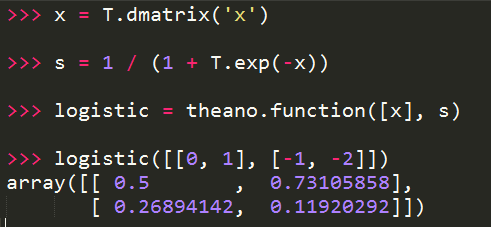 >>> x = T.dmatrix('x')
>>> s = 1 / (1 + T.exp(-x))
>>> logistic = theano.function([x], s)
>>> logistic([[0, 1], [-1, -2]])
array([[ 0.5       ,  0.73105858],
       [ 0.26894142,  0.11920292]])